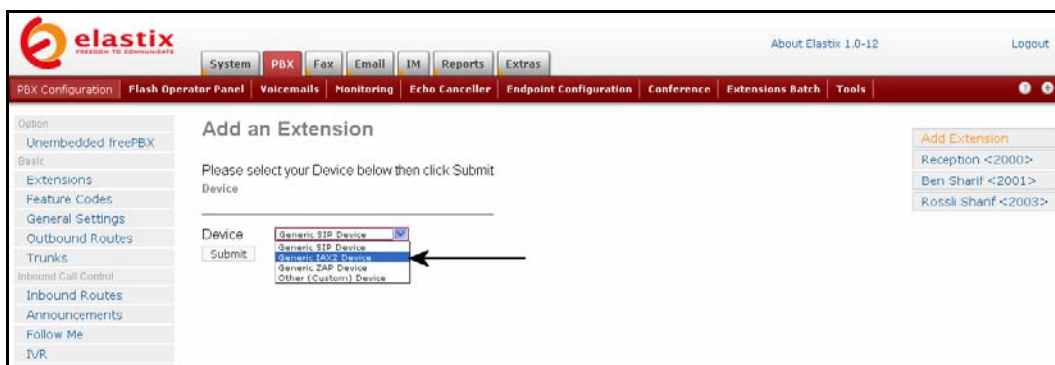 elastix
FREEDOM TO COMMUNICATE
About Elastix 1.0-12
Logout
System PBX Fax Email IM Reports Extras
PBX Configuration Flash Operator Panel Voicemails Monitoring Echo Canceller Endpoint Configuration Conference Extensions Batch Tools
Option
Unembedded freePBX
Basic
Extensions
Feature Codes
General Settings
Outbound Routes
Trunks
Inbound Call Control
Inbound Routes
Announcements
Follow Me
IVR
Add an Extension
Please select your Device below then click Submit
Device
Device Generic SIP Device
Generic SIP Device
Generic IAX2 Device
Generic ZAP Device
Other (Custom) Device
Submit
Add Extension
Reception <2000>
Ben Sharif <2001>
Rossli Sharif <2003>